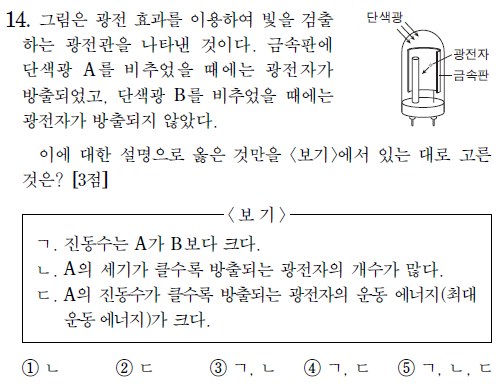 14. 그림은 광전 효과를 이용하여 빛을 검출
하는 광전관을 나타낸 것이다. 금속판에
단색광 A를 비추었을 때에는 광전자가
방출되었고, 단색광 B를 비추었을 때에는
광전자가 방출되지 않았다.
단색광
광전자
금속판
이에 대한 설명으로 옳은 것만을 〈보기〉에서 있는 대로 고른
것은? [3점]
〈보 기〉
ㄱ. 진동수는 A가 B보다 크다.
ㄴ. A의 세기가 클수록 방출되는 광전자의 개수가 많다.
ㄷ. A의 진동수가 클수록 방출되는 광전자의 운동 에너지(최대
운동 에너지)가 크다.
① ㄴ ② ㄷ ③ ㄱ, ㄴ ④ ㄱ, ㄷ ⑤ ㄱ, ㄴ, ㄷ